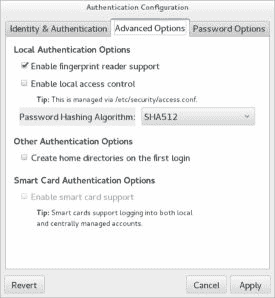 Authentication Configuration
Identity & Authentication Advanced Options Password Options
Local Authentication Options
Enable fingerprint reader support
Enable local access control
Tip: This is managed via /etc/security/access.conf.
Password Hashing Algorithm: SHA512
Other Authentication Options
Create home directories on the first login
Smart Card Authentication Options
Enable smart card support
Tip: Smart cards support logging into both local
and centrally managed accounts.
Revert Cancel Apply